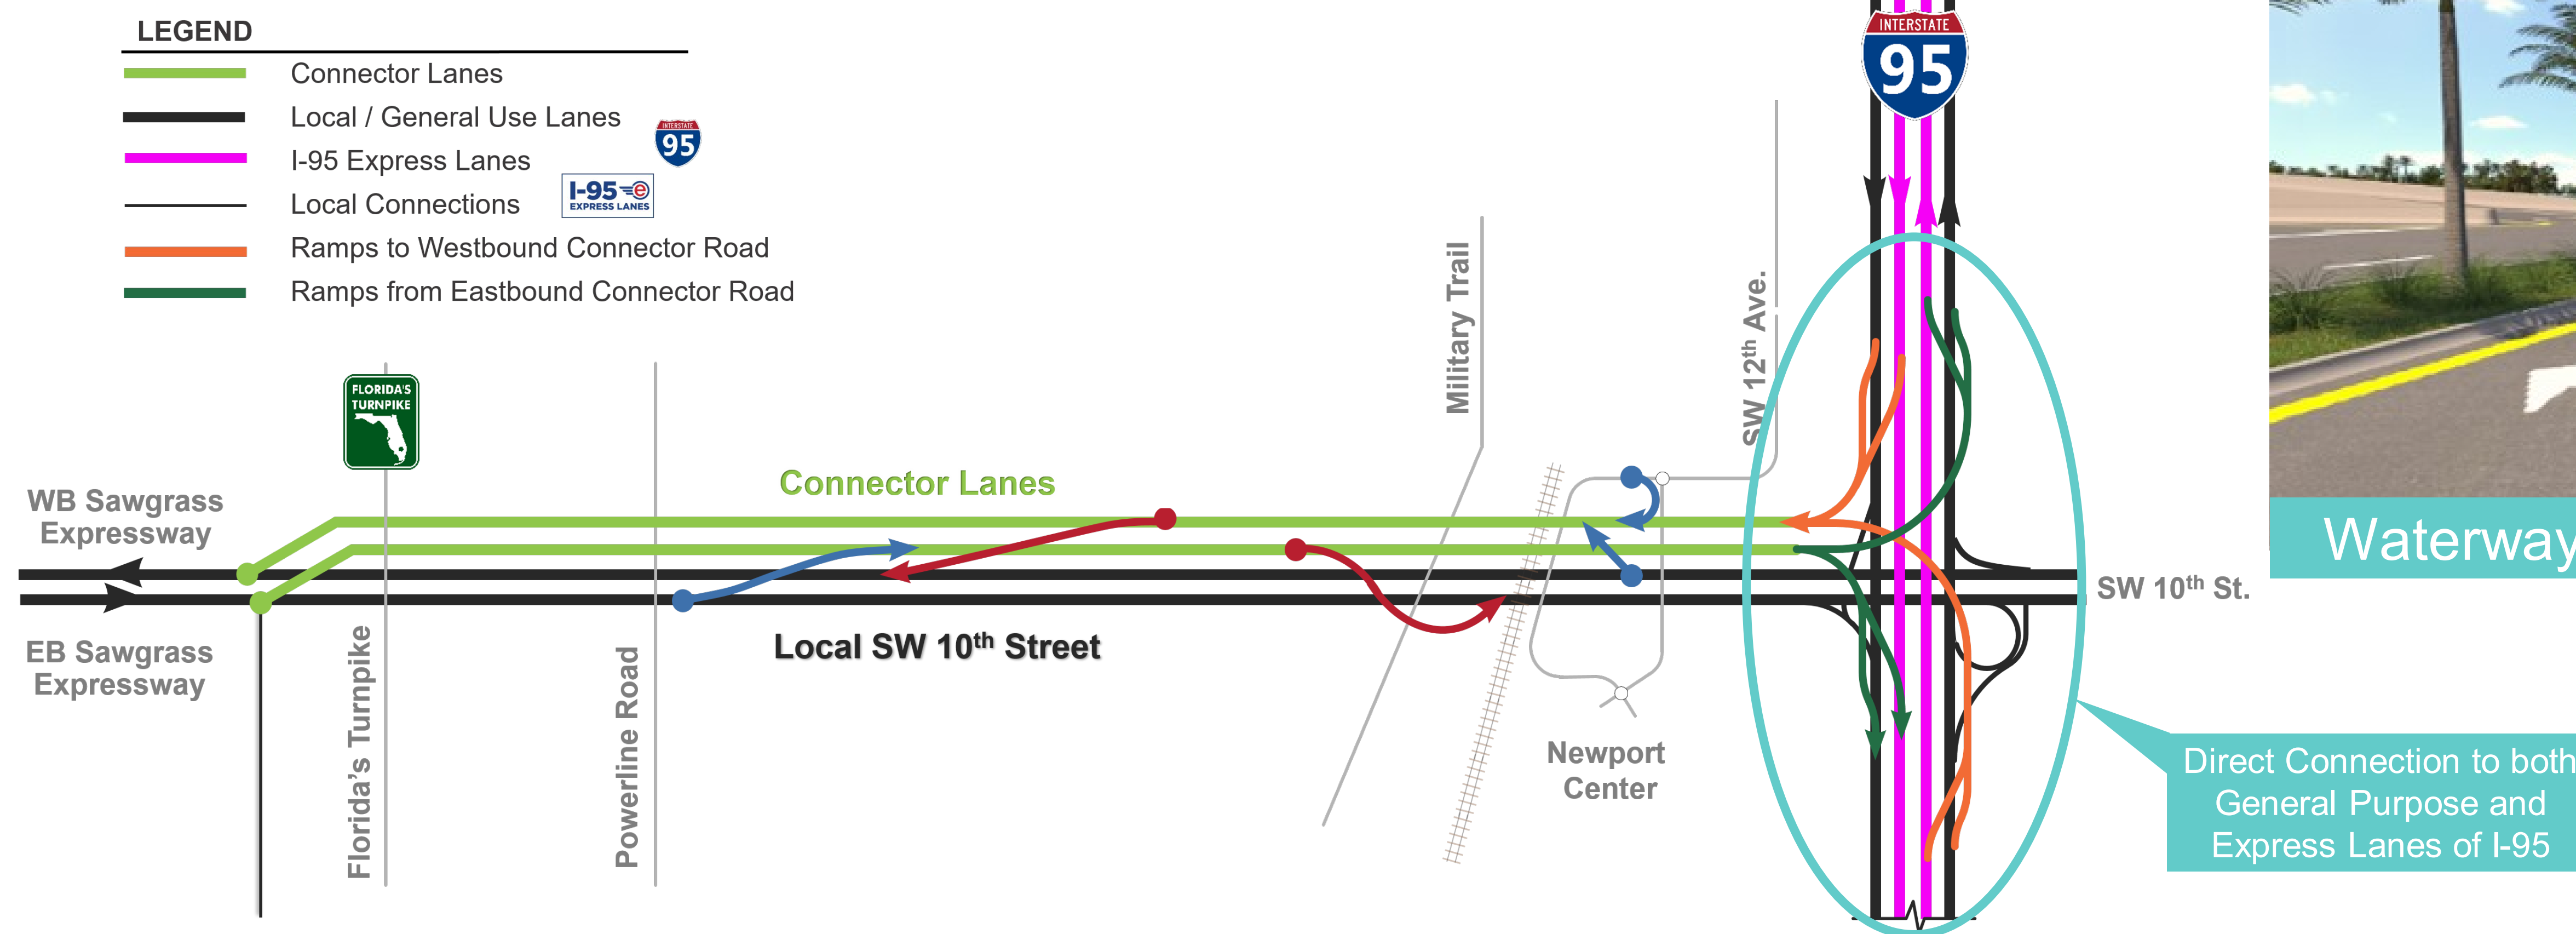 LEGEND
Connector Lanes
Local / General Use Lanes
I-95 Express Lanes
Local Connections
Ramps to Westbound Connector Road
Ramps from Eastbound Connector Road
INTERSTATE
95
I-95 e
EXPRESS LANES
INTERSTATE
95
FLORIDA'S
TURNPIKE
WB Sawgrass
Expressway
EB Sawgrass
Expressway
Florida's Turnpike
Powerline Road
Connector Lanes
Local SW 10th Street
Military Trail
SW 12th Ave.
Newport
Center
SW 10th St.
Waterway
Direct Connection to both
General Purpose and
Express Lanes of I-95